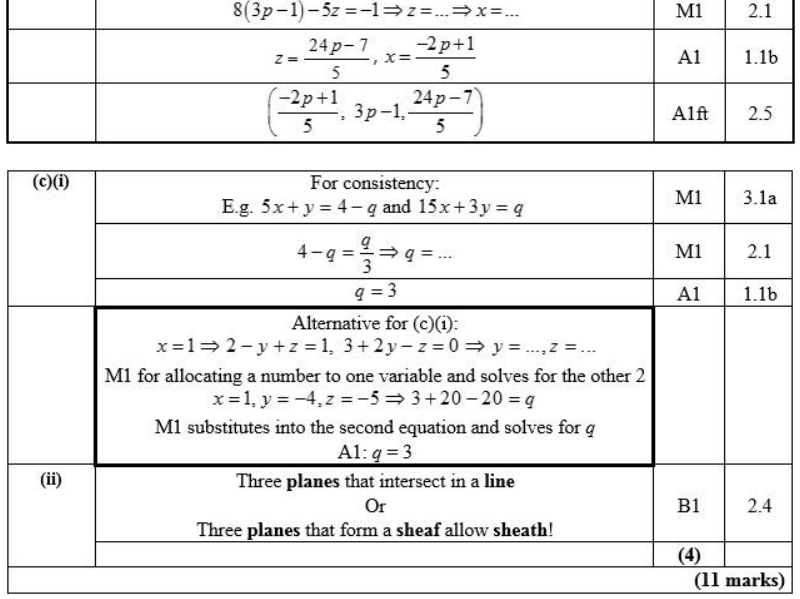 8(3p−1)−5z = −1 ⇒ z = ... ⇒ x = ... M1 2.1
z = (24p−7)/5, x = (−2p+1)/5 A1 1.1b
((−2p+1)/5, 3p−1, (24p−7)/5) A1ft 2.5
(c)(i) For consistency:
E.g. 5x + y = 4 − q and 15x + 3y = q M1 3.1a
4 − q = q/3 ⇒ q = ... M1 2.1
q = 3 A1 1.1b
Alternative for (c)(i):
x = 1 ⇒ 2 − y + z = 1, 3 + 2y − z = 0 ⇒ y = ..., z = ...
M1 for allocating a number to one variable and solves for the other 2
x = 1, y = −4, z = −5 ⇒ 3 + 20 − 20 = q
M1 substitutes into the second equation and solves for q
A1: q = 3
(ii) Three planes that intersect in a line
Or B1 2.4
Three planes that form a sheaf allow sheath!
(4)
(11 marks)